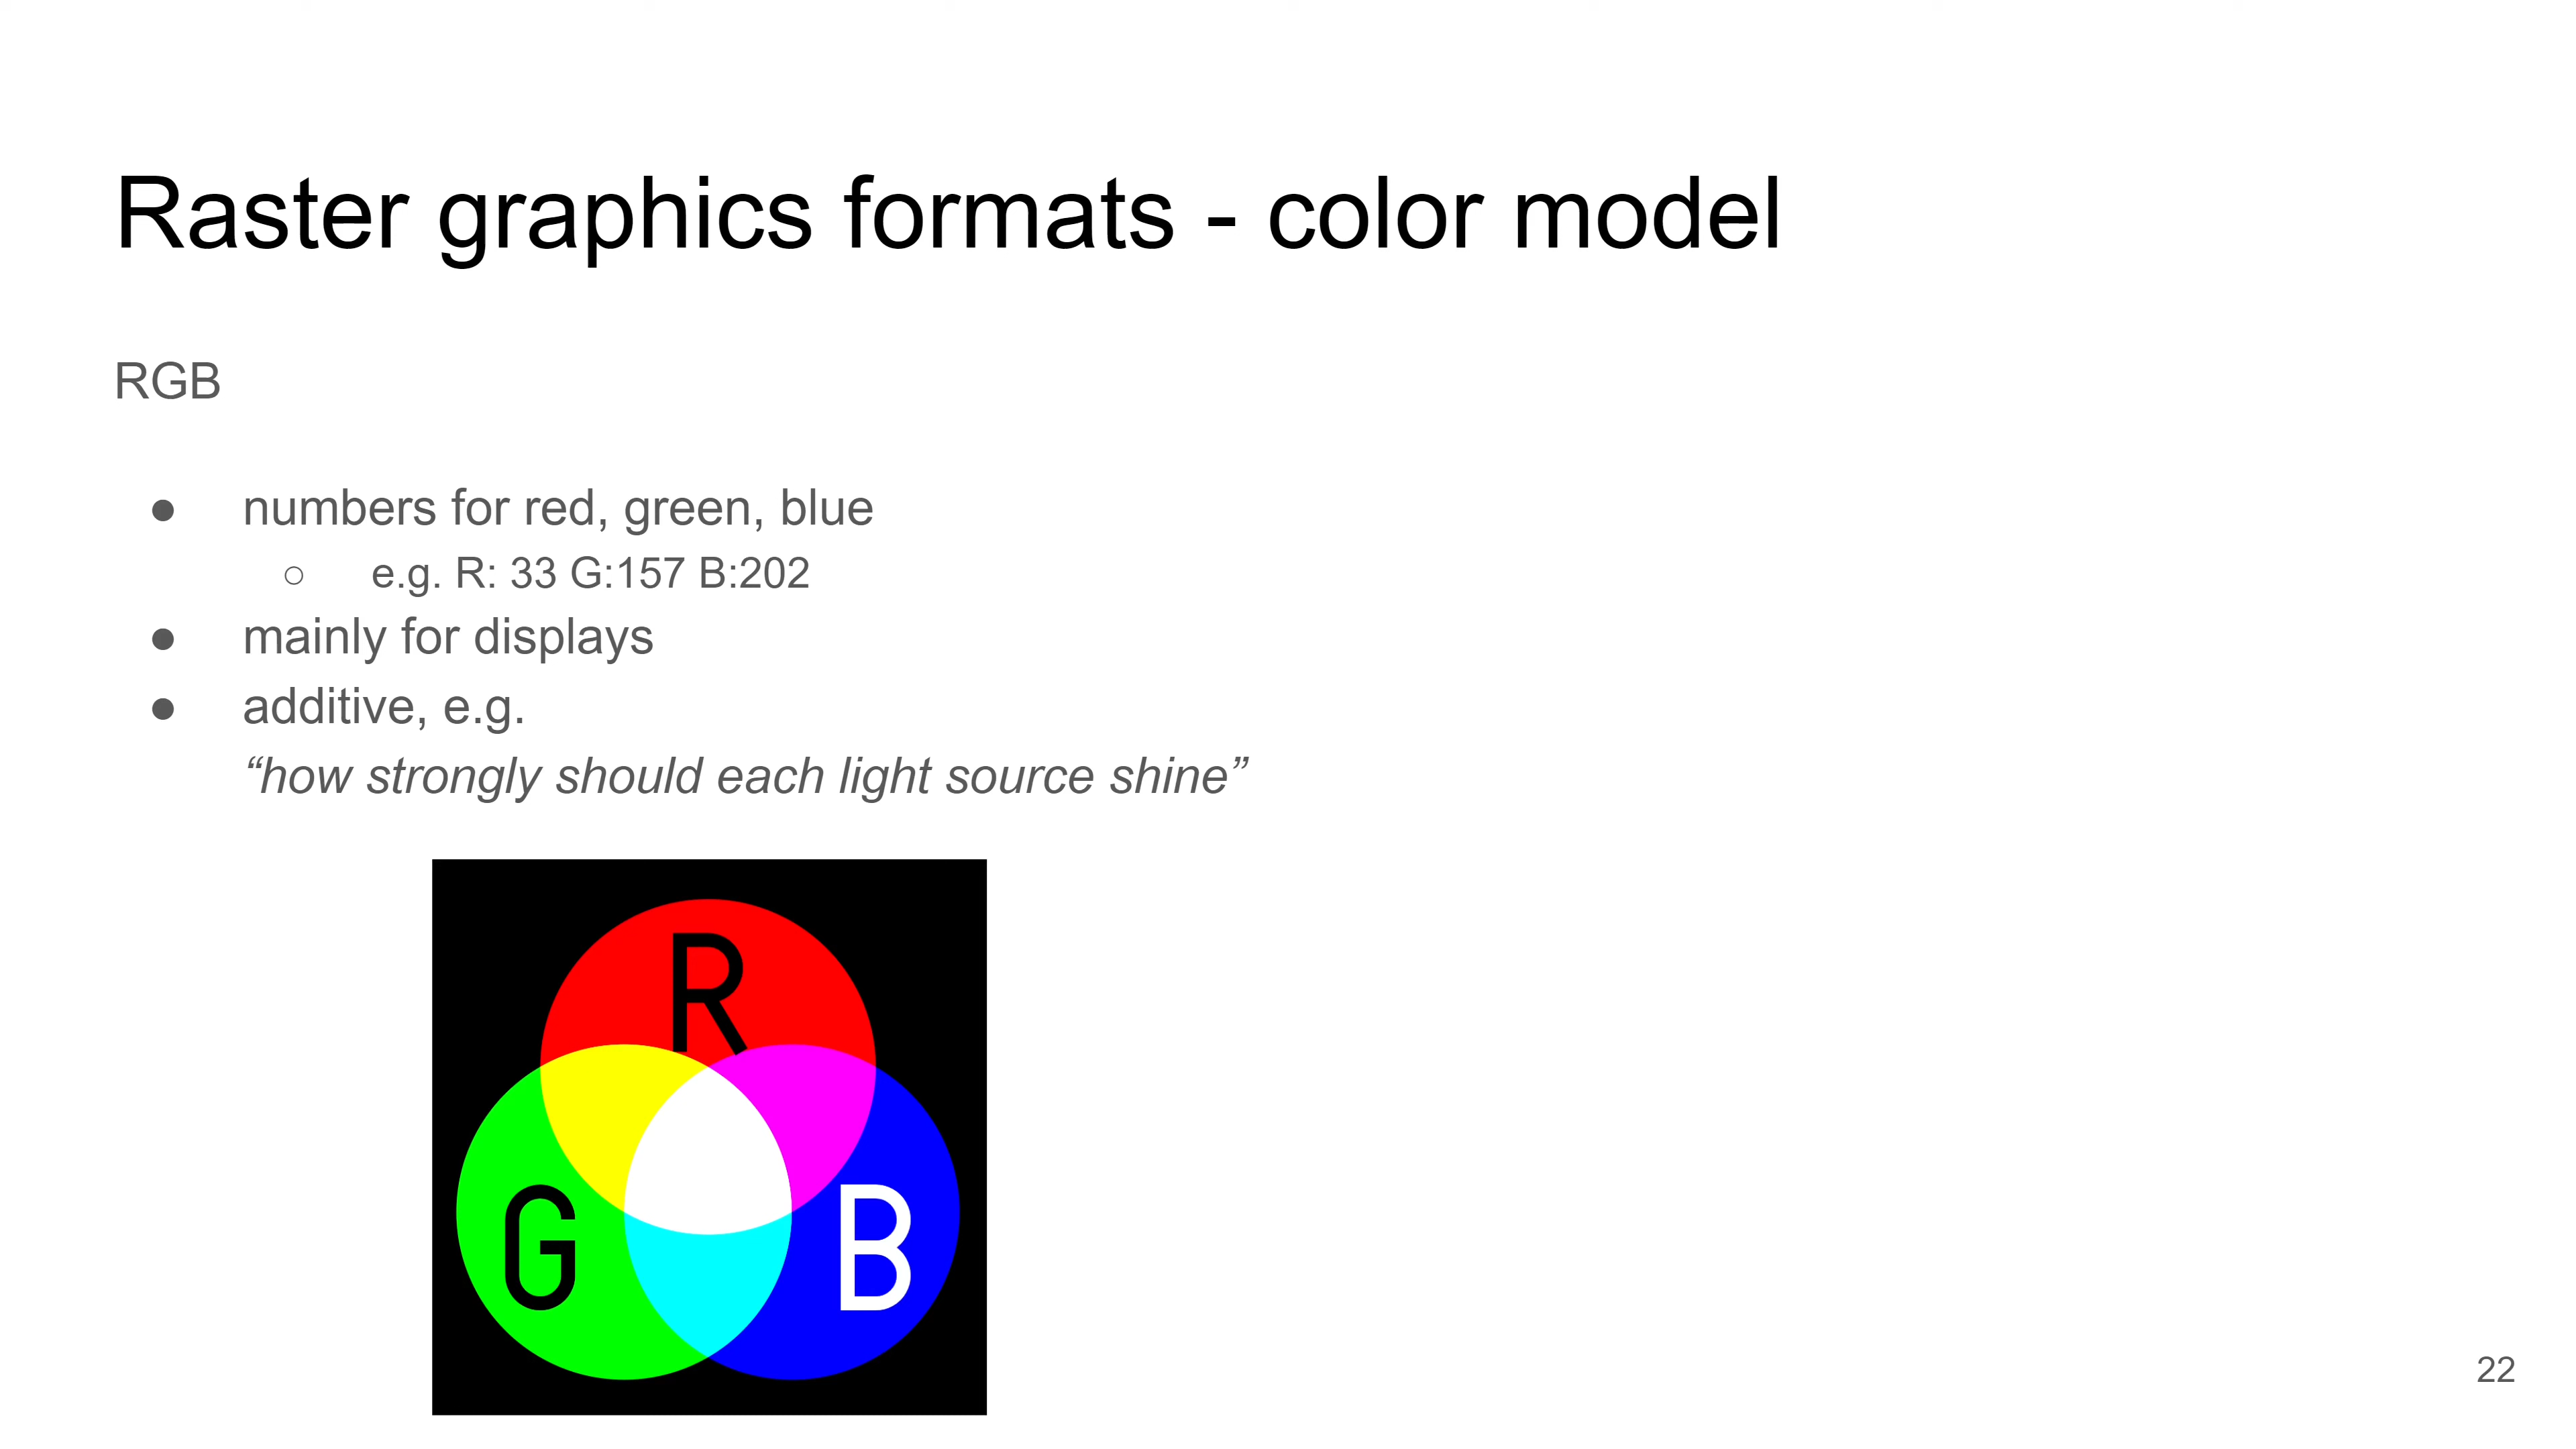 Raster graphics formats - color model
RGB
● numbers for red, green, blue
○ e.g. R: 33 G:157 B:202
● mainly for displays
● additive, e.g.
“how strongly should each light source shine”
R
G
B
22